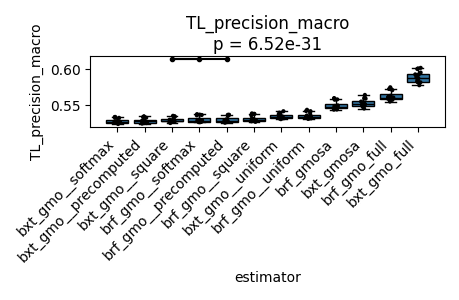 TL_precision_macro
p = 6.52e-31
TL_precision_macro
0.60
0.55
bxt_gmo__softmax
bxt_gmo__precomputed
bxt_gmo__square
brf_gmo__softmax
brf_gmo__precomputed
brf_gmo__square
bxt_gmo__uniform
brf_gmo__uniform
brf_gmosa
bxt_gmosa
brf_gmo_full
bxt_gmo_full
estimator